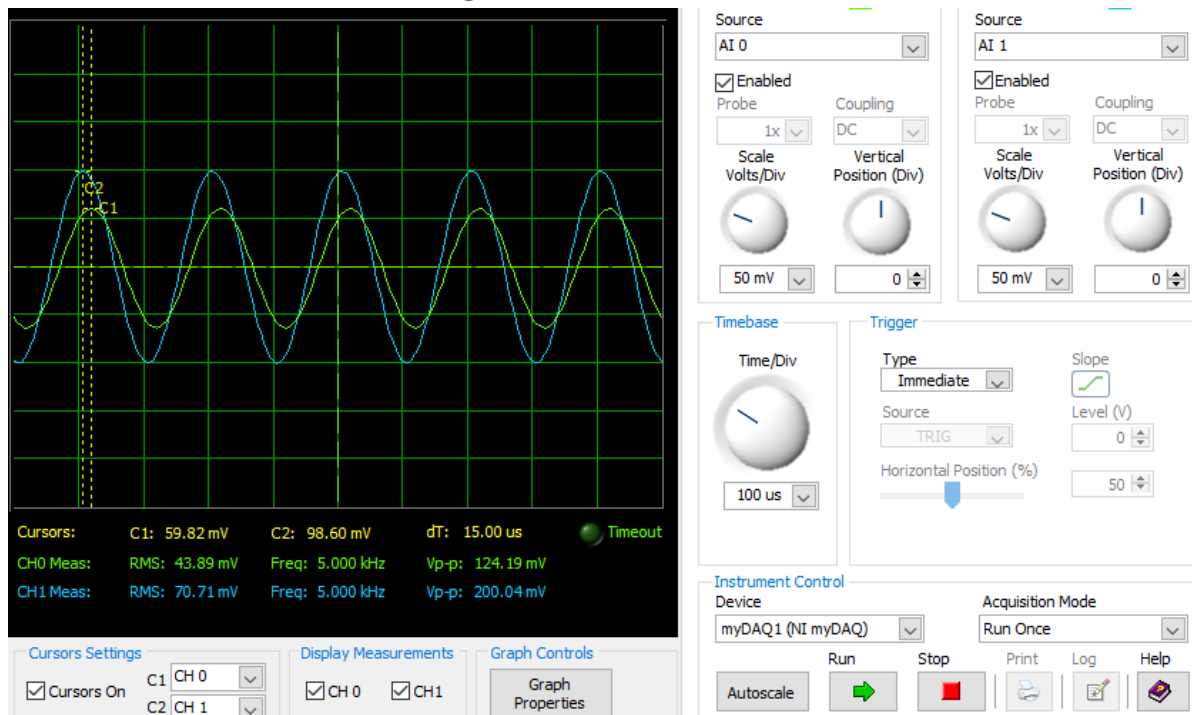 C2
C1
Cursors: C1: 59.82 mV C2: 98.60 mV dT: 15.00 us Timeout
CH0 Meas: RMS: 43.89 mV Freq: 5.000 kHz Vp-p: 124.19 mV
CH1 Meas: RMS: 70.71 mV Freq: 5.000 kHz Vp-p: 200.04 mV
Cursors Settings
Cursors On
C1 CH 0
C2 CH 1
Display Measurements
CH 0 CH1
Graph Controls
Graph
Properties
Source
AI 0
Enabled
Probe Coupling
1x DC
Scale Vertical
Volts/Div Position (Div)
50 mV 0
Source
AI 1
Enabled
Probe Coupling
1x DC
Scale Vertical
Volts/Div Position (Div)
50 mV 0
Timebase
Time/Div
100 us
Trigger
Type Slope
Immediate
Source Level (V)
TRIG 0
Horizontal Position (%)
50
Instrument Control
Device Acquisition Mode
myDAQ1 (NI myDAQ) Run Once
Run Stop Print Log Help
Autoscale